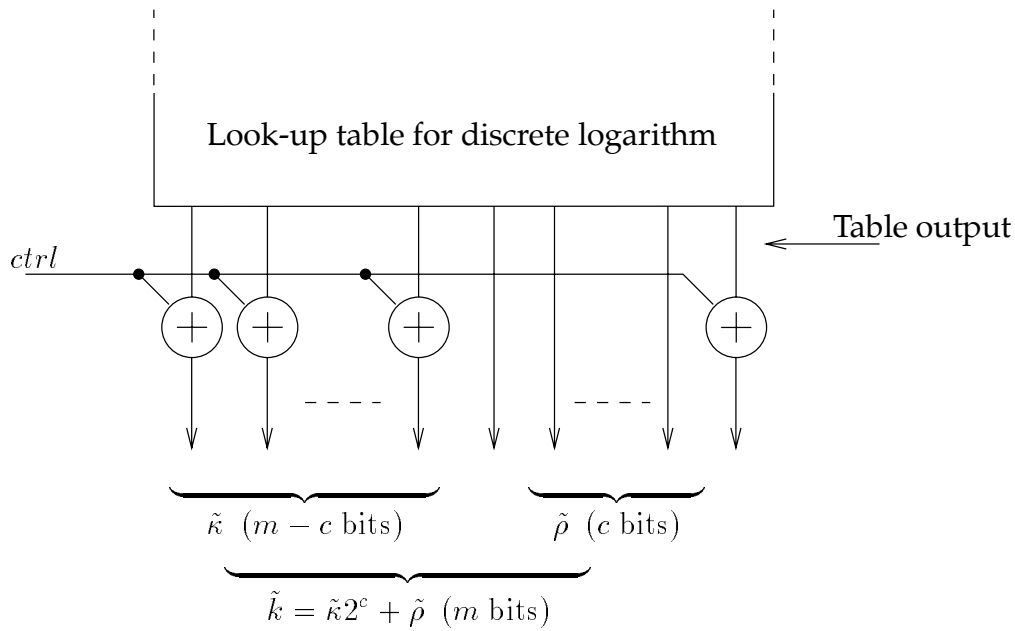 Look-up table for discrete logarithm
Table output
ctrl
+ + + +
κ̃ (m − c bits)
ρ̃ (c bits)
k̃ = κ̃2^c + ρ̃ (m bits)